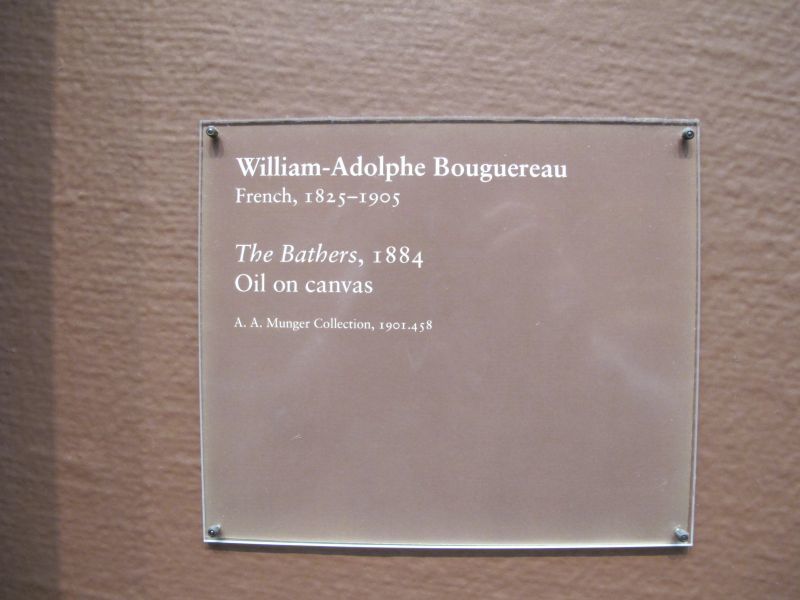 William-Adolphe Bouguereau
French, 1825–1905
The Bathers, 1884
Oil on canvas
A. A. Munger Collection, 1901.458